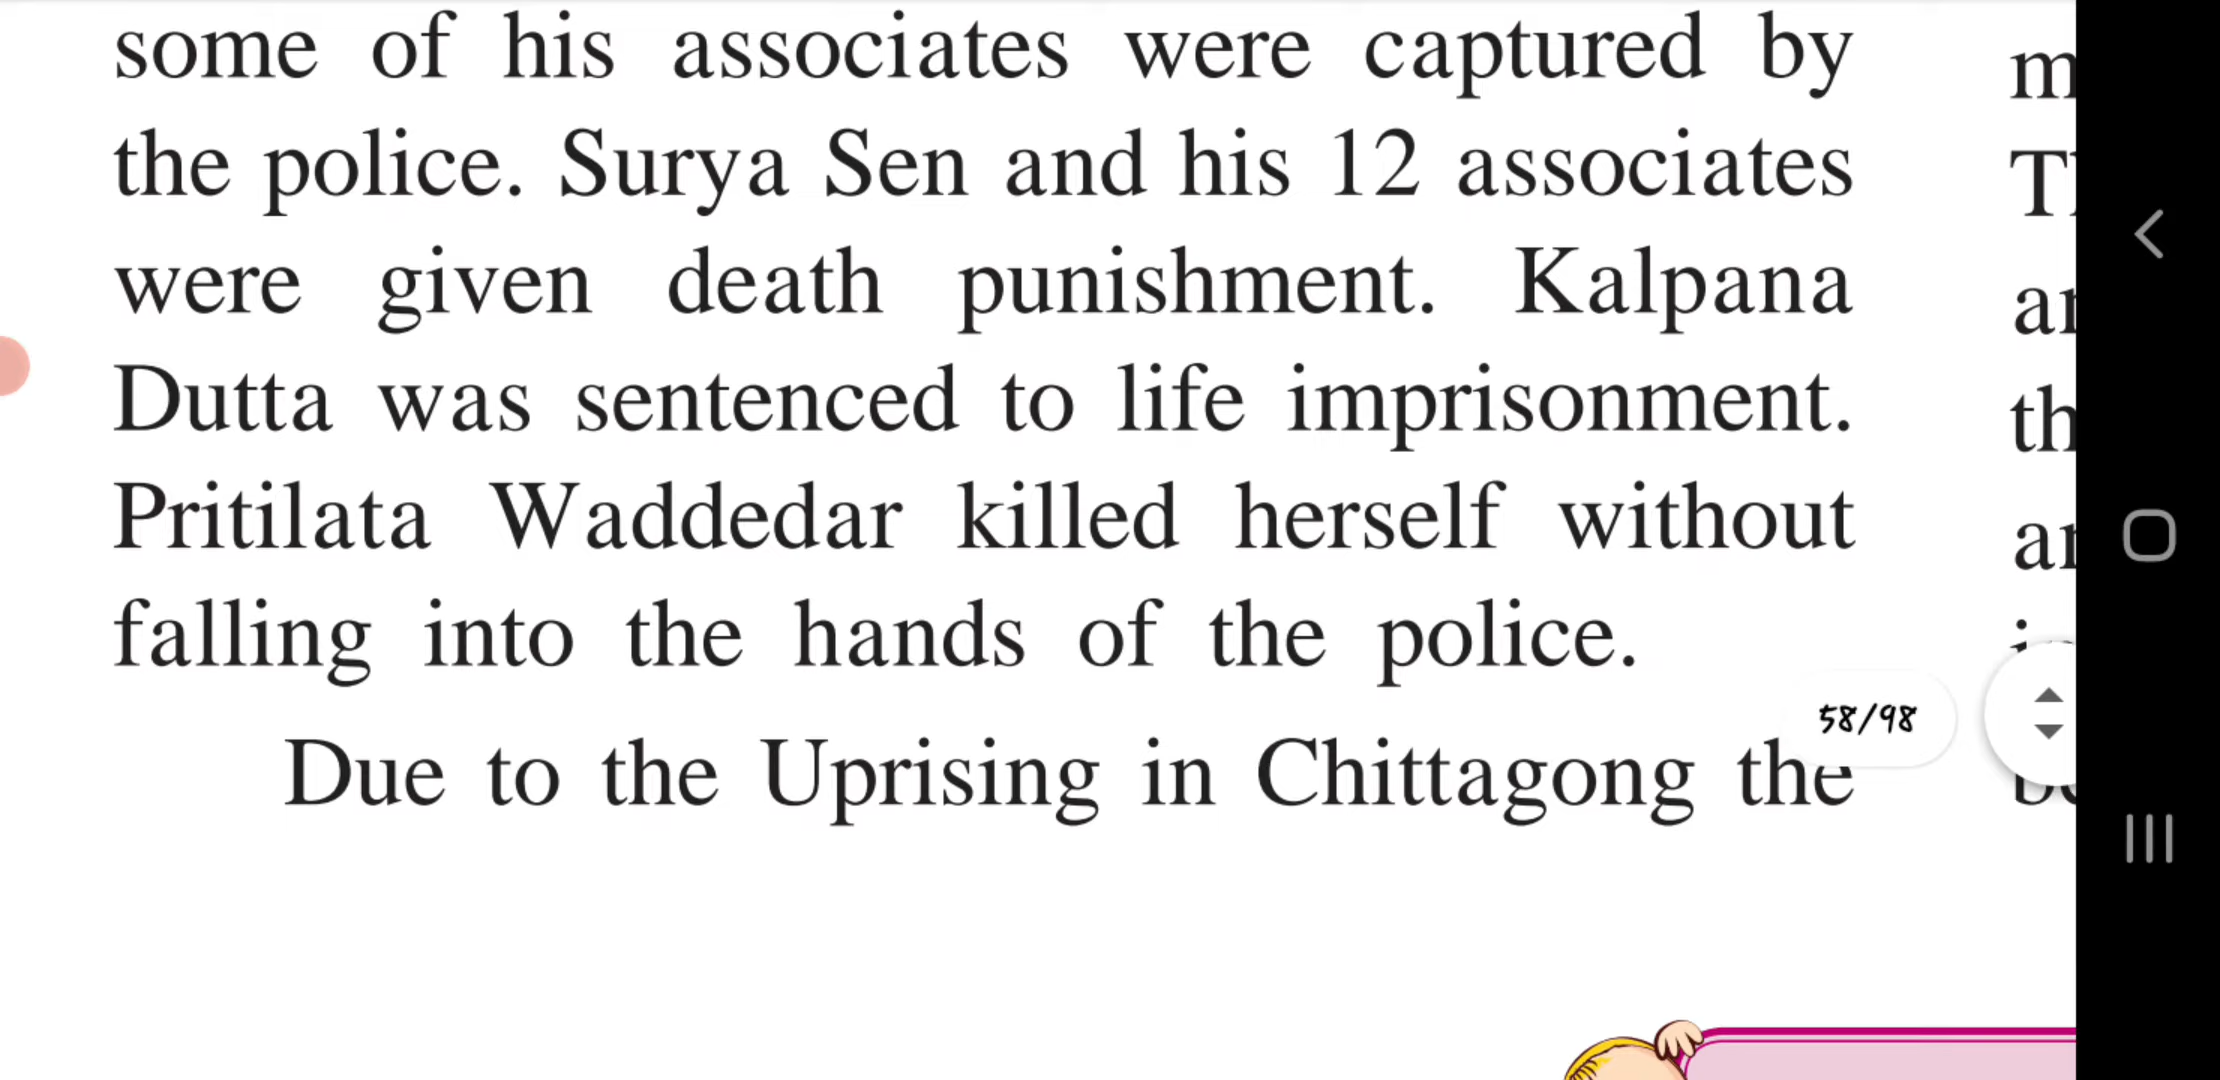 some of his associates were captured by
the police. Surya Sen and his 12 associates
were given death punishment. Kalpana
Dutta was sentenced to life imprisonment.
Pritilata Waddedar killed herself without
falling into the hands of the police.
Due to the Uprising in Chittagong the
58/98